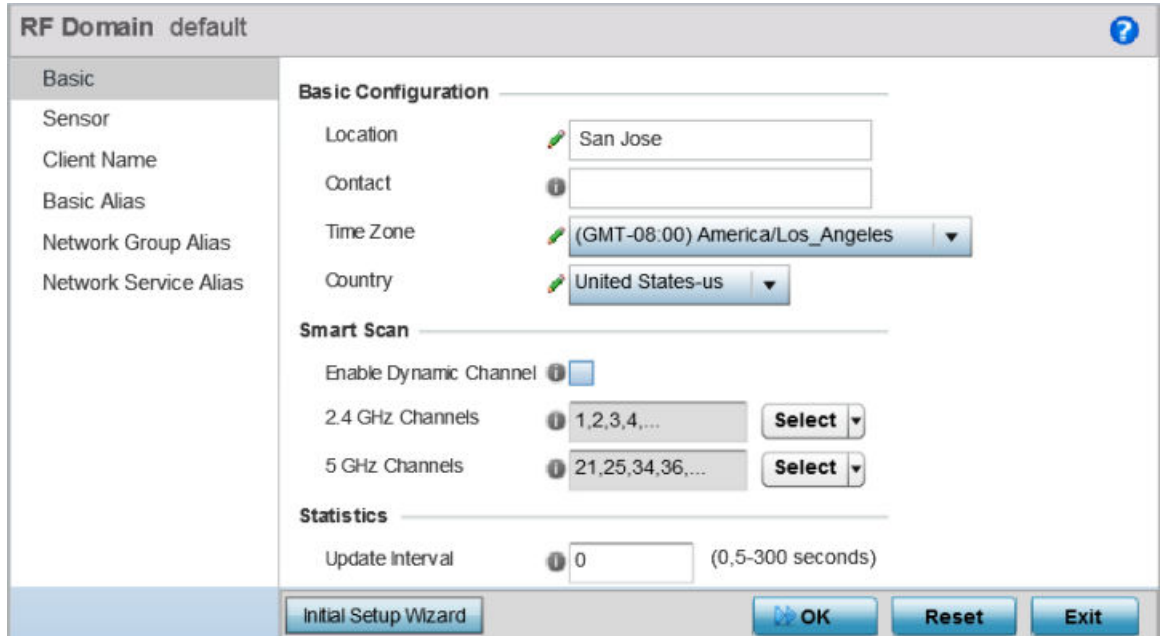 RF Domain default
Basic
Sensor
Client Name
Basic Alias
Network Group Alias
Network Service Alias
Basic Configuration
Location San Jose
Contact
Time Zone (GMT-08:00) America/Los_Angeles
Country United States-us
Smart Scan
Enable Dynamic Channel
2.4 GHz Channels 1,2,3,4,... Select
5 GHz Channels 21,25,34,36,... Select
Statistics
Update Interval 0 (0,5-300 seconds)
Initial Setup Wizard OK Reset Exit